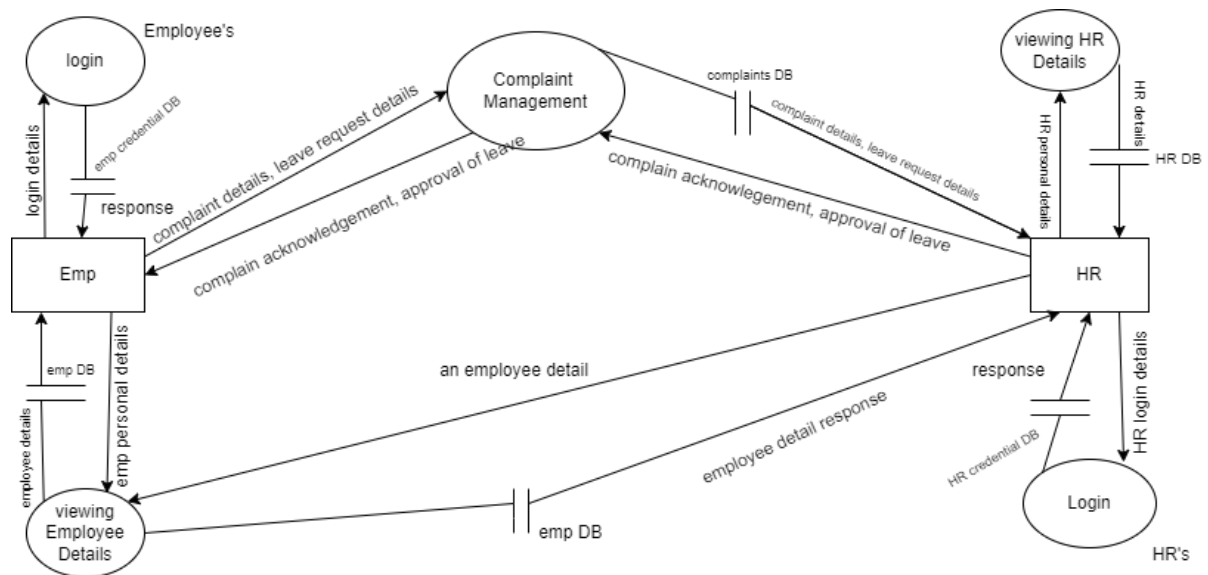 Employee's
login
viewing HR
Details
Complaint
Management
complaints DB
emp credential DB
login details
complaint details, leave request details
complaint details, leave request details
HR details
HR DB
HR personal details
response
complain acknowledgement, approval of leave
complain acknowlegement, approval of leave
Emp
HR
emp DB
emp personal details
an employee detail
response
HR login details
employee details
employee detail response
HR credential DB
viewing
Employee
Details
emp DB
Login
HR's